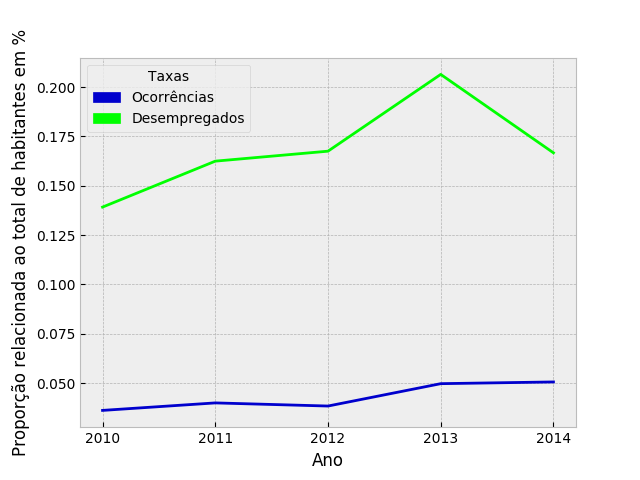 Proporção relacionada ao total de habitantes em %
Taxas
Ocorrências
Desempregados
0.200
0.175
0.150
0.125
0.100
0.075
0.050
2010 2011 2012 2013 2014
Ano